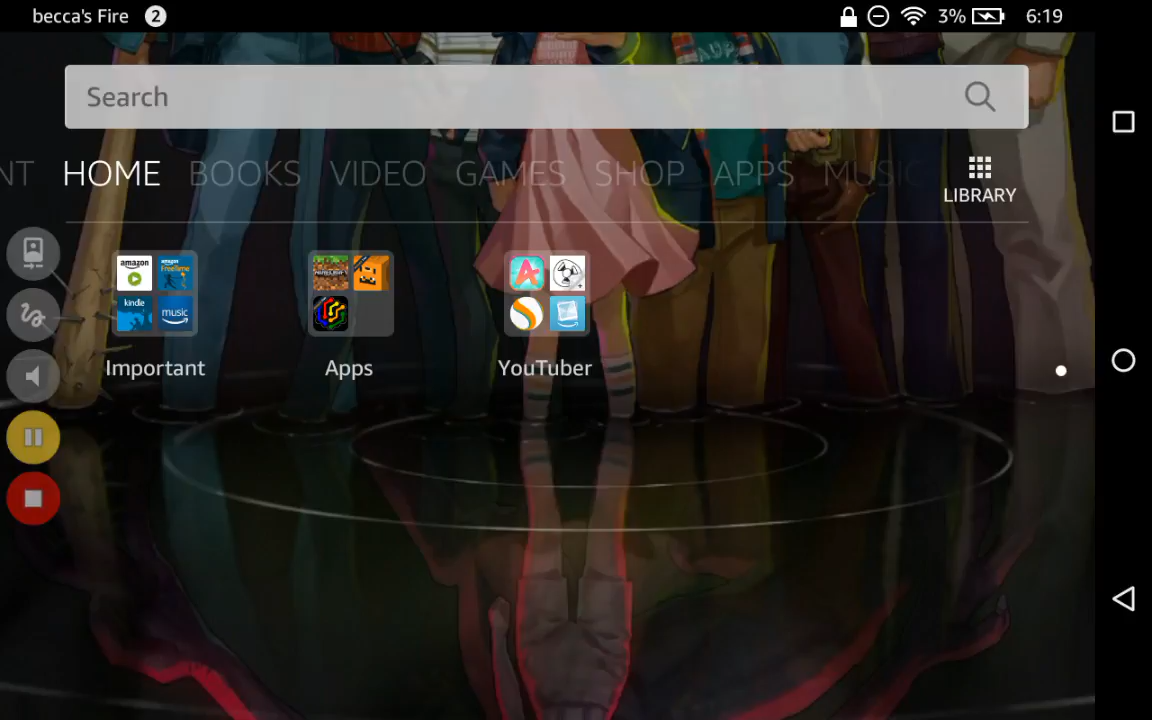 becca's Fire 2 3% 6:19
Search
NT HOME BOOKS VIDEO GAMES SHOP APPS MUSIC
LIBRARY
amazon
amazon
FreeTime
kindle
music
Important
Apps
YouTuber